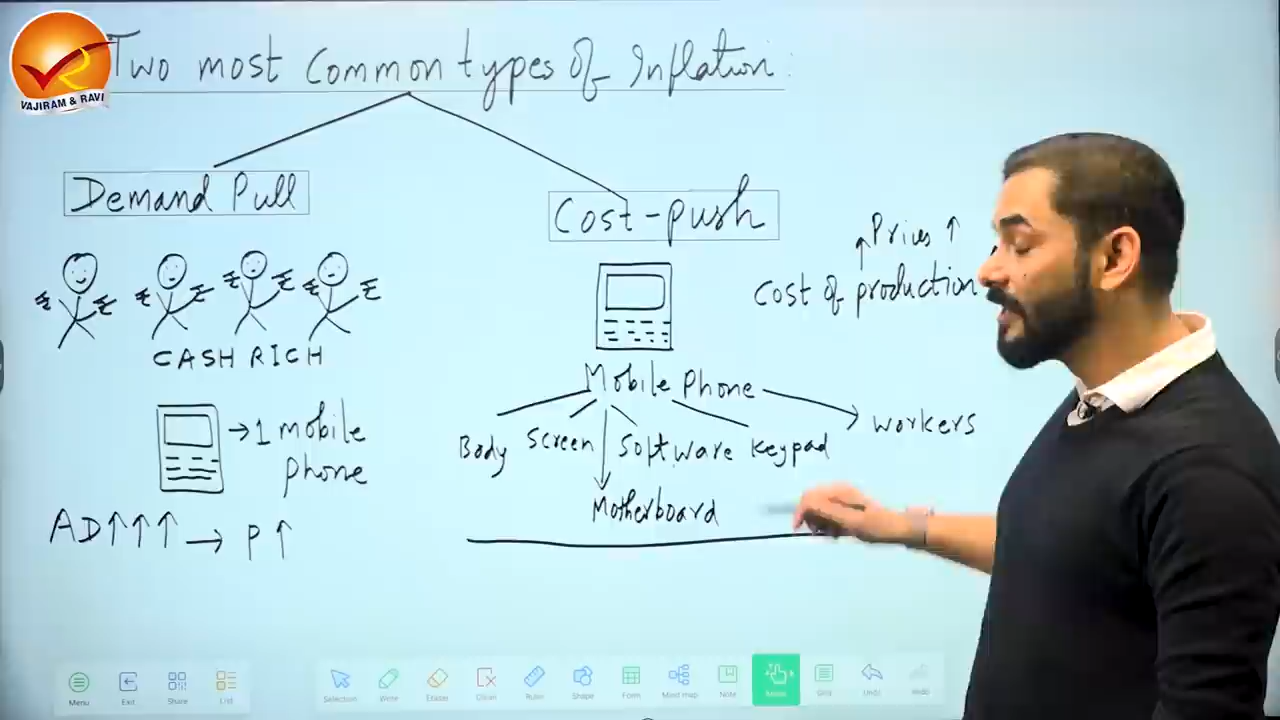 VAJIRAM & RAVI
Two most Common types of Inflation:
Demand Pull
Cost-push
Prices ↑
↑
Cost of production
₹ ₹ ₹ ₹ ₹ ₹ ₹ ₹
CASH RICH
Mobile Phone
→ 1 mobile
phone
Body Screen Software Keypad
→ workers
Motherboard
AD↑↑↑ → P↑
Menu Exit Share List
Selection Write Eraser Clean Ruler Shape Form Mind map Note Undo